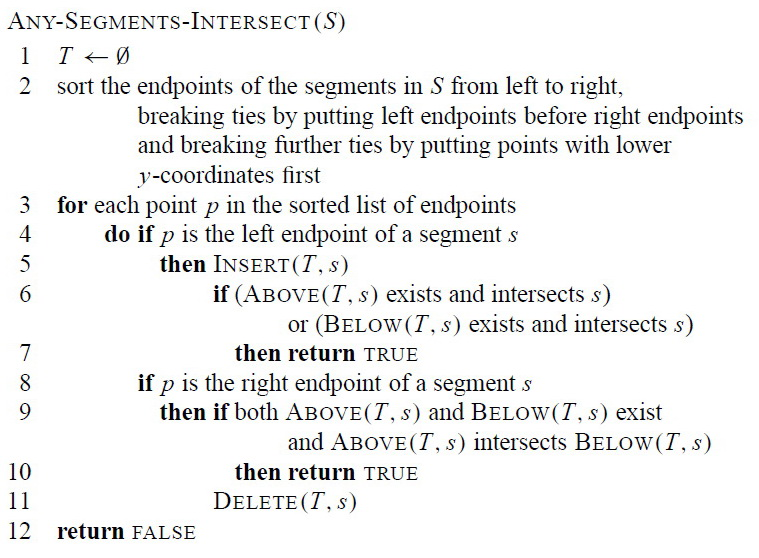 ANY-SEGMENTS-INTERSECT(S)
1 T ← Ø
2 sort the endpoints of the segments in S from left to right,
breaking ties by putting left endpoints before right endpoints
and breaking further ties by putting points with lower
y-coordinates first
3 for each point p in the sorted list of endpoints
4 do if p is the left endpoint of a segment s
5 then INSERT(T, s)
6 if (ABOVE(T, s) exists and intersects s)
or (BELOW(T, s) exists and intersects s)
7 then return TRUE
8 if p is the right endpoint of a segment s
9 then if both ABOVE(T, s) and BELOW(T, s) exist
and ABOVE(T, s) intersects BELOW(T, s)
10 then return TRUE
11 DELETE(T, s)
12 return FALSE